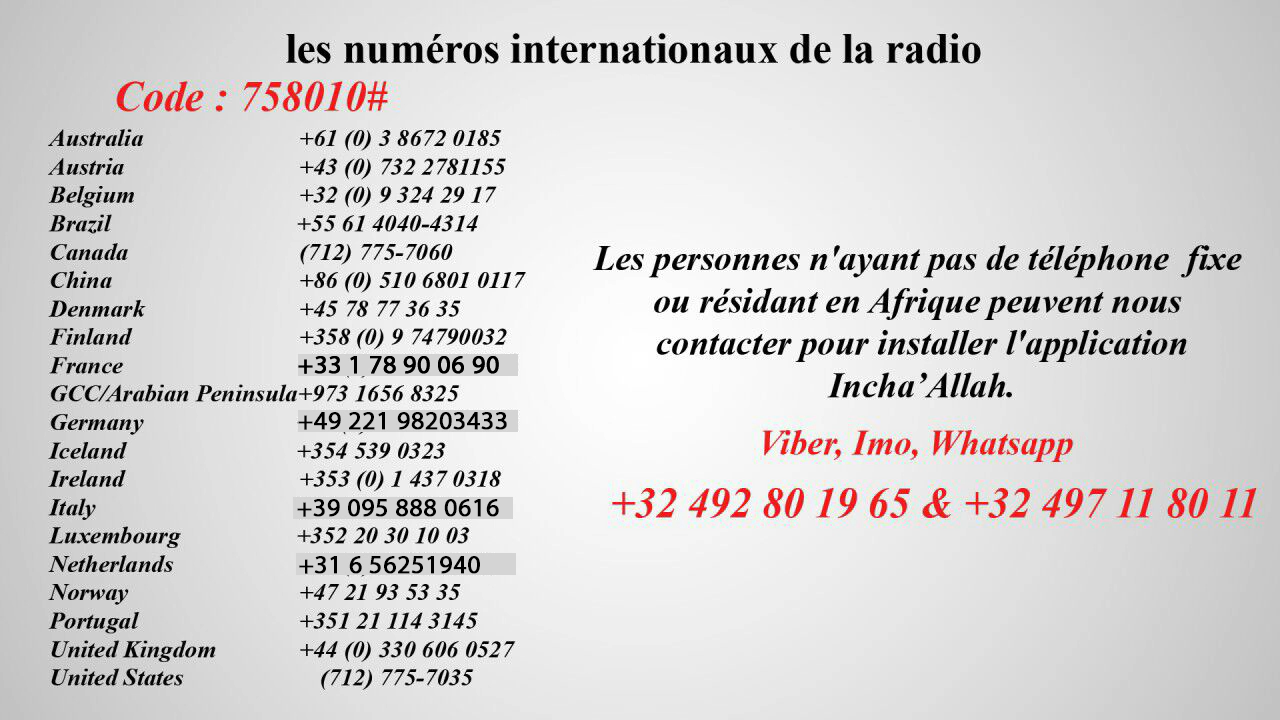 les numéros internationaux de la radio
Code : 758010#
Australia +61 (0) 3 8672 0185
Austria +43 (0) 732 2781155
Belgium +32 (0) 9 324 29 17
Brazil +55 61 4040-4314
Canada (712) 775-7060
China +86 (0) 510 6801 0117
Denmark +45 78 77 36 35
Finland +358 (0) 9 74790032
France +33 1 78 90 06 90
GCC/Arabian Peninsula +973 1656 8325
Germany +49 221 98203433
Iceland +354 539 0323
Ireland +353 (0) 1 437 0318
Italy +39 095 888 0616
Luxembourg +352 20 30 10 03
Netherlands +31 6 56251940
Norway +47 21 93 53 35
Portugal +351 21 114 3145
United Kingdom +44 (0) 330 606 0527
United States (712) 775-7035
Les personnes n'ayant pas de téléphone fixe
ou résidant en Afrique peuvent nous
contacter pour installer l'application
Incha’Allah.
Viber, Imo, Whatsapp
+32 492 80 19 65 & +32 497 11 80 11